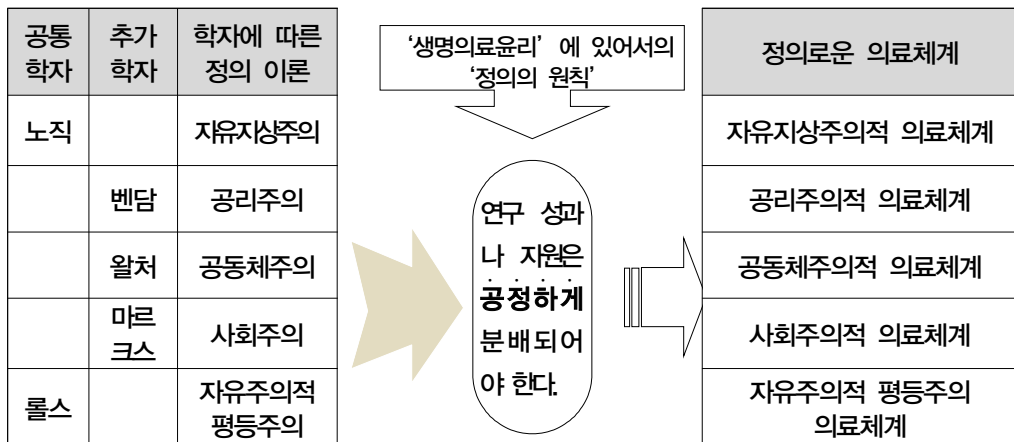 공통 학자
추가 학자
학자에 따른 정의 이론
노직
자유지상주의
벤담
공리주의
왈처
공동체주의
마르크스
사회주의
롤스
자유주의적 평등주의
‘생명의료윤리’ 에 있어서의
‘정의의 원칙’
연구 성과
나 자원은
공정하게
분배되어
야 한다.
정의로운 의료체계
자유지상주의적 의료체계
공리주의적 의료체계
공동체주의적 의료체계
사회주의적 의료체계
자유주의적 평등주의
의료체계